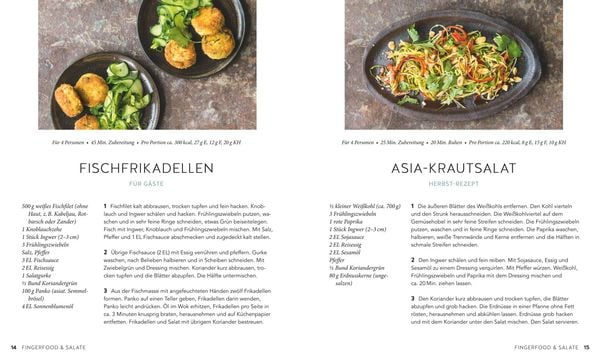 Für 4 Personen • 45 Min. Zubereitung • Pro Portion ca. 300 kcal, 27 g E, 12 g F, 20 g KH
FISCHFRIKADELLEN
FÜR GÄSTE
500 g weißes Fischfilet (ohne
Haut, z. B. Kabeljau, Rot-
barsch oder Zander)
1 Knoblauchzehe
1 Stück Ingwer (2–3 cm)
3 Frühlingszwiebeln
Salz, Pfeffer
3 EL Fischsauce
2 EL Reisessig
1 Salatgurke
½ Bund Koriandergrün
100 g Panko (asiat. Semmel-
brösel)
4 EL Sonnenblumenöl
1 Fischfilet kalt abbrausen, trocken tupfen und fein hacken. Knob-
lauch und Ingwer schälen und hacken. Frühlingszwiebeln putzen, wa-
schen und in sehr feine Ringe schneiden, etwas Grün beiseitelegen.
Fisch mit Ingwer, Knoblauch und Frühlingszwiebeln mischen. Mit Salz,
Pfeffer und 1 EL Fischsauce abschmecken und zugedeckt kalt stellen.
2 Übrige Fischsauce (2 EL) mit Essig verrühren und pfeffern. Gurke
waschen, nach Belieben halbieren und in Scheiben schneiden. Mit
Zwiebelgrün und Dressing mischen. Koriander kurz abbrausen, tro-
cken tupfen und die Blätter abzupfen. Die Hälfte untermischen.
3 Aus der Fischmasse mit angefeuchteten Händen zwölf Frikadellen
formen. Panko auf einen Teller geben, Frikadellen darin wenden,
Panko leicht andrücken. Öl im Wok erhitzen, Frikadellen pro Seite in
ca. 3 Minuten knusprig braten, herausnehmen und auf Küchenpapier
entfetten. Frikadellen und Salat mit übrigem Koriander bestreuen.
14 FINGERFOOD & SALATE
Für 4 Personen • 25 Min. Zubereitung • 20 Min. Ruhen • Pro Portion ca. 220 kcal, 8 g E, 15 g F, 10 g KH
ASIA-KRAUTSALAT
HERBST-REZEPT
½ kleiner Weißkohl (ca. 700 g)
3 Frühlingszwiebeln
1 rote Paprika
1 Stück Ingwer (2–3 cm)
2 EL Sojasauce
2 EL Reisessig
2 EL Sesamöl
Pfeffer
½ Bund Koriandergrün
80 g Erdnusskerne (unge-
salzen)
1 Die äußeren Blätter des Weißkohls entfernen. Den Kohl vierteln
und den Strunk herausschneiden. Die Weißkohlviertel auf dem
Gemüsehobel in sehr feine Streifen schneiden. Frühlingszwiebeln
putzen, waschen und in feine Ringe schneiden. Die Paprika waschen,
halbieren, weiße Trennwände und Kerne entfernen und die Hälften in
schmale Streifen schneiden.
2 Den Ingwer schälen und fein reiben. Mit Sojasauce, Essig und
Sesamöl zu einem Dressing verquirlen. Mit Pfeffer würzen. Weißkohl,
Frühlingszwiebeln und Paprika mit dem Dressing mischen und
ca. 20 Min. ziehen lassen.
3 Den Koriander kurz abbrausen und trocken tupfen, die Blätter
abzupfen und grob hacken. Die Erdnüsse in einer Pfanne ohne Fett
rösten, herausnehmen und abkühlen lassen. Erdnüsse grob hacken
und mit dem Koriander unter den Salat mischen. Den Salat servieren.
FINGERFOOD & SALATE 15